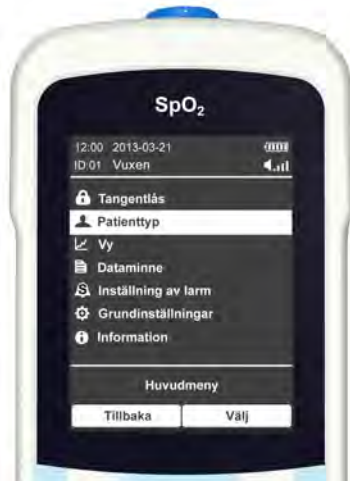 SpO₂
12:00 2013-03-21
ID:01 Vuxen
Tangentlås
Patienttyp
Vy
Dataminne
Inställning av larm
Grundinställningar
Information
Huvudmeny
Tillbaka Välj